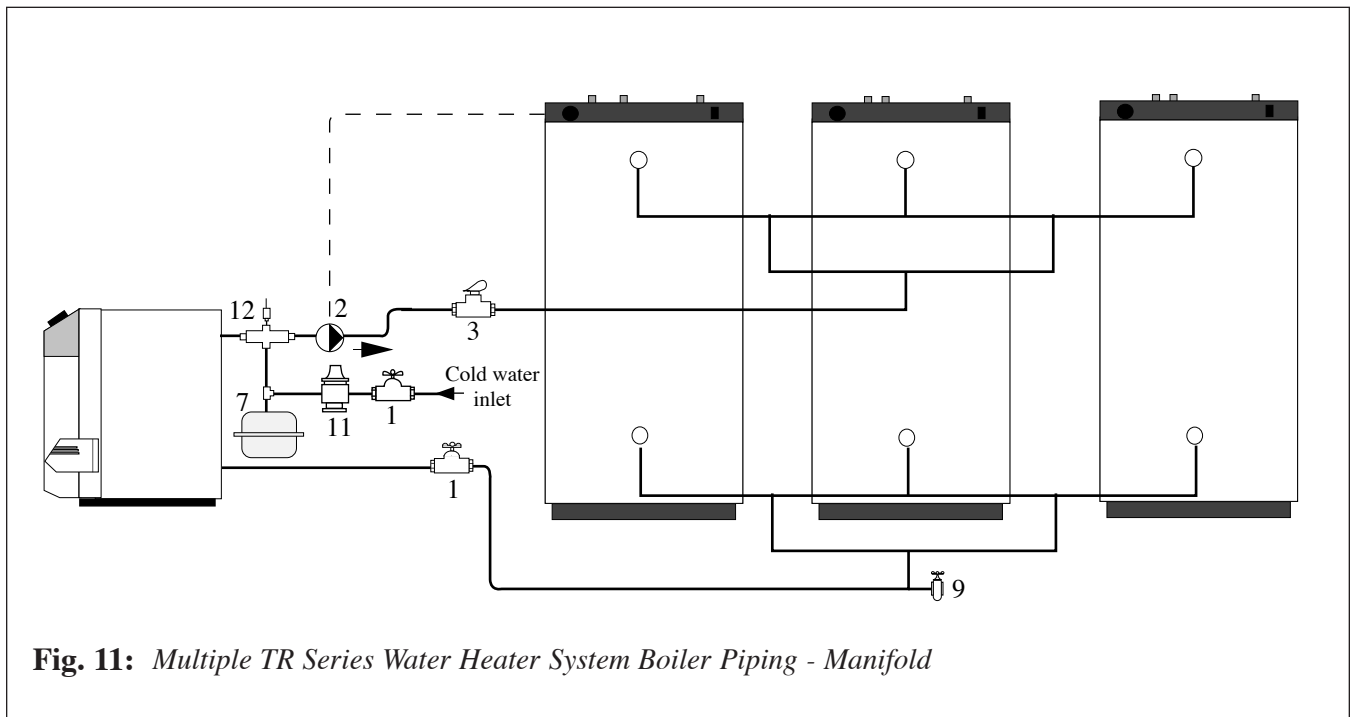 12
2
3
Cold water
inlet
7
11
1
1
9
Fig. 11: Multiple TR Series Water Heater System Boiler Piping - Manifold